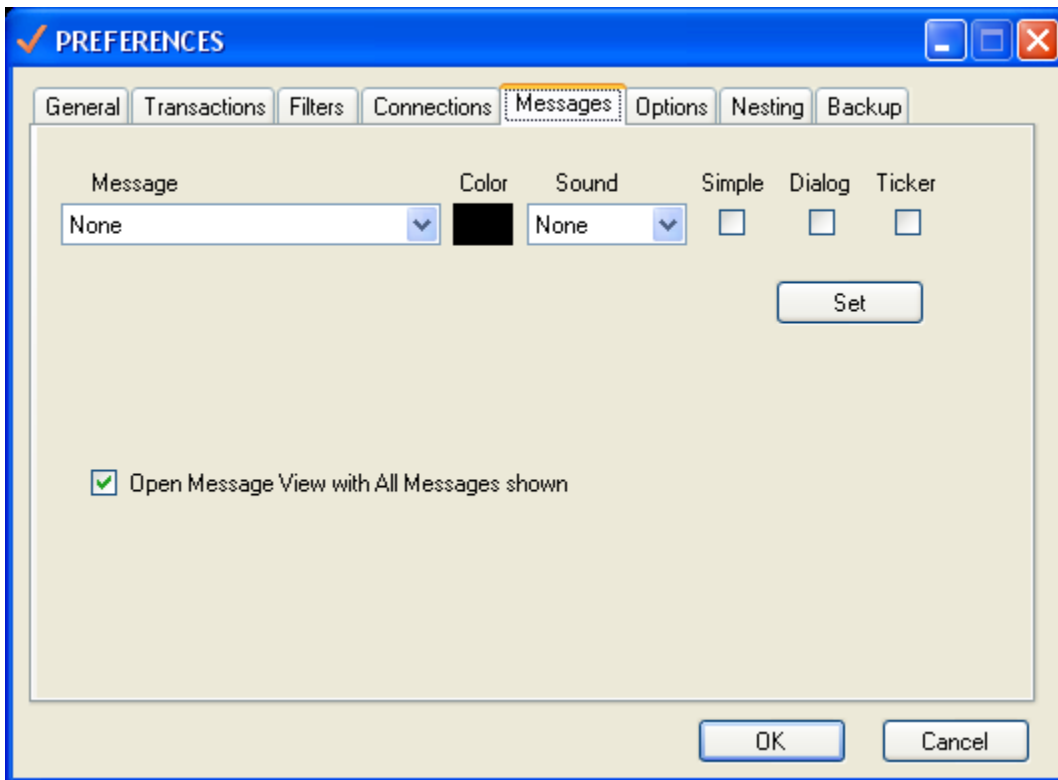 PREFERENCES
General Transactions Filters Connections Messages Options Nesting Backup
Message Color Sound Simple Dialog Ticker
None None
Set
Open Message View with All Messages shown
OK Cancel